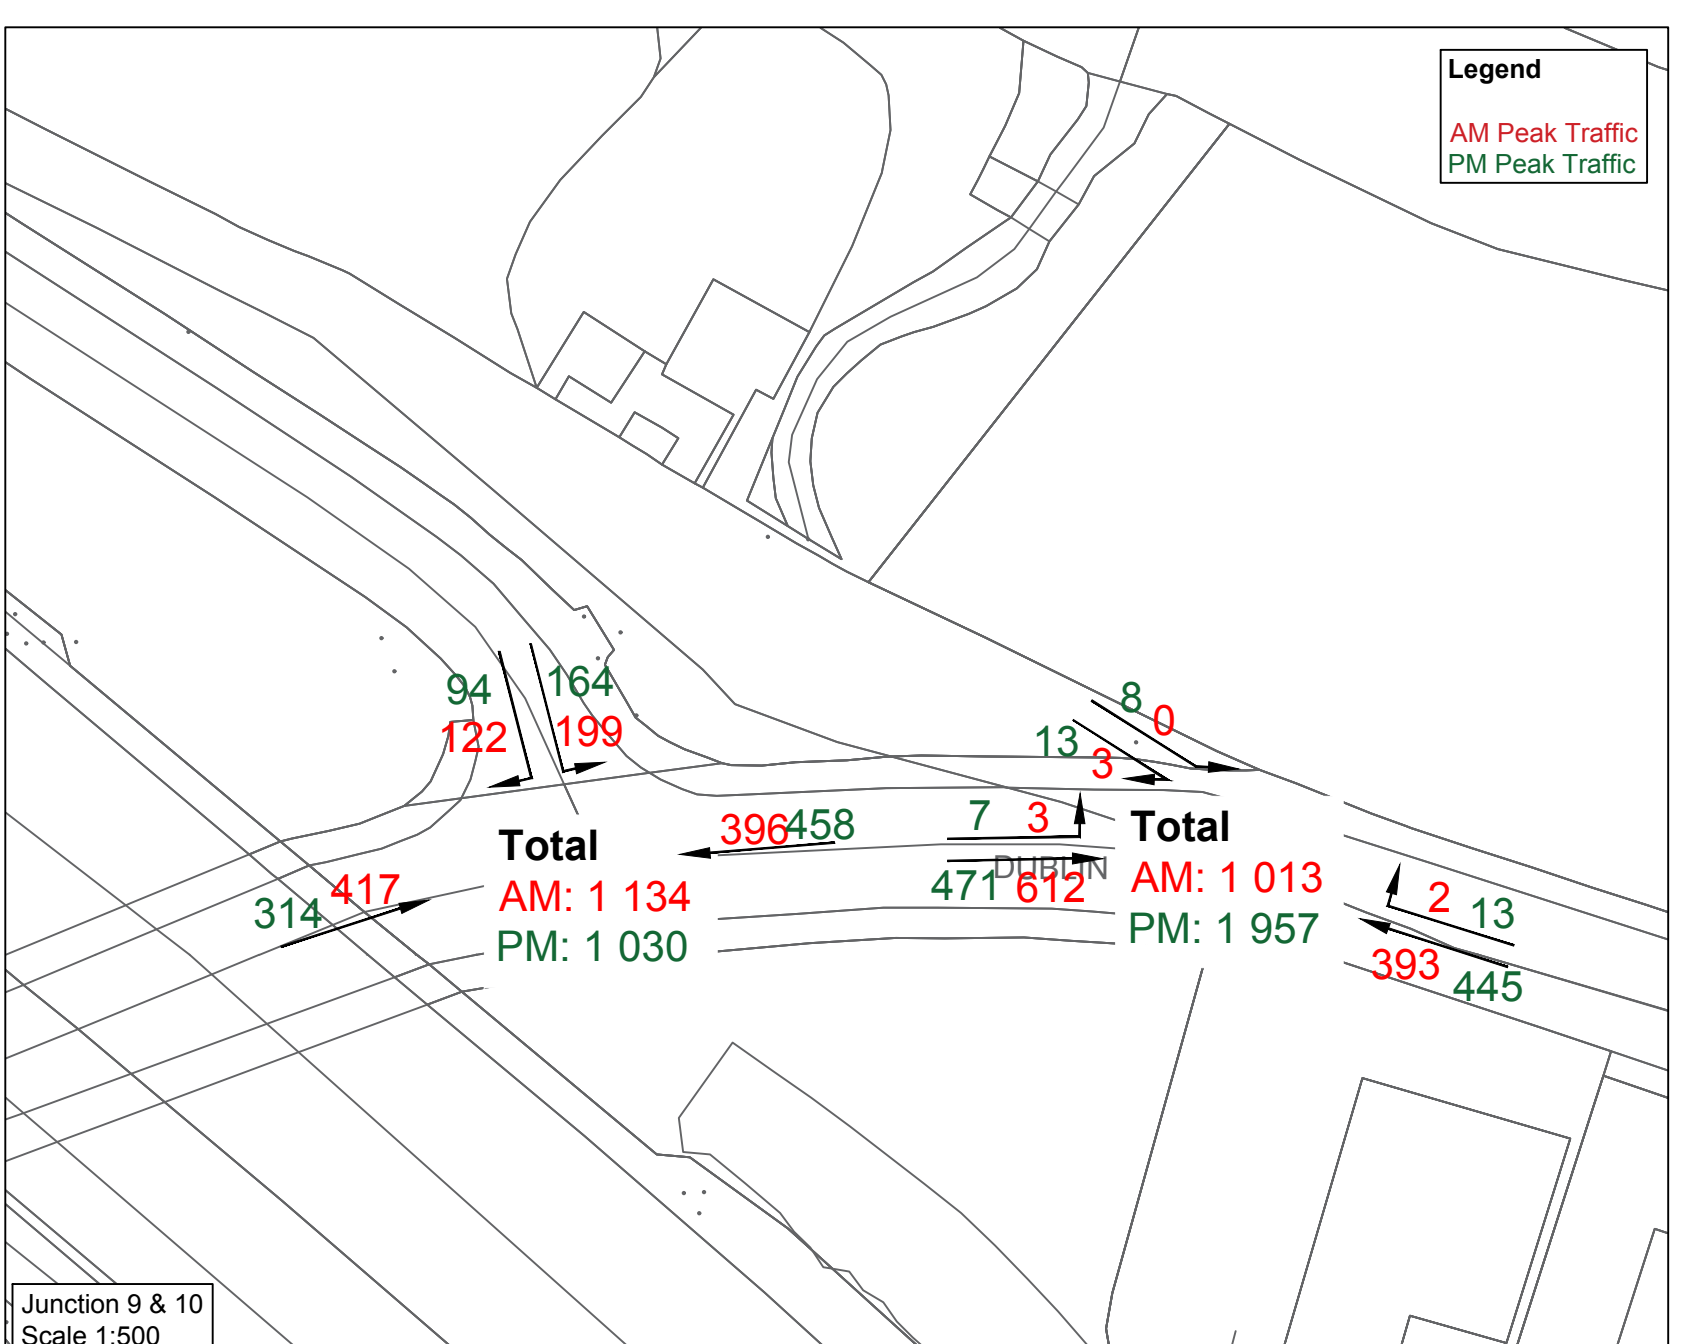 Legend
AM Peak Traffic
PM Peak Traffic
94
164
122
199
8
0
13
3
396
458
7
3
Total
AM: 1 134
PM: 1 030
Total
AM: 1 013
PM: 1 957
DUBLIN
471
612
417
314
2
13
393
445
Junction 9 & 10
Scale 1:500